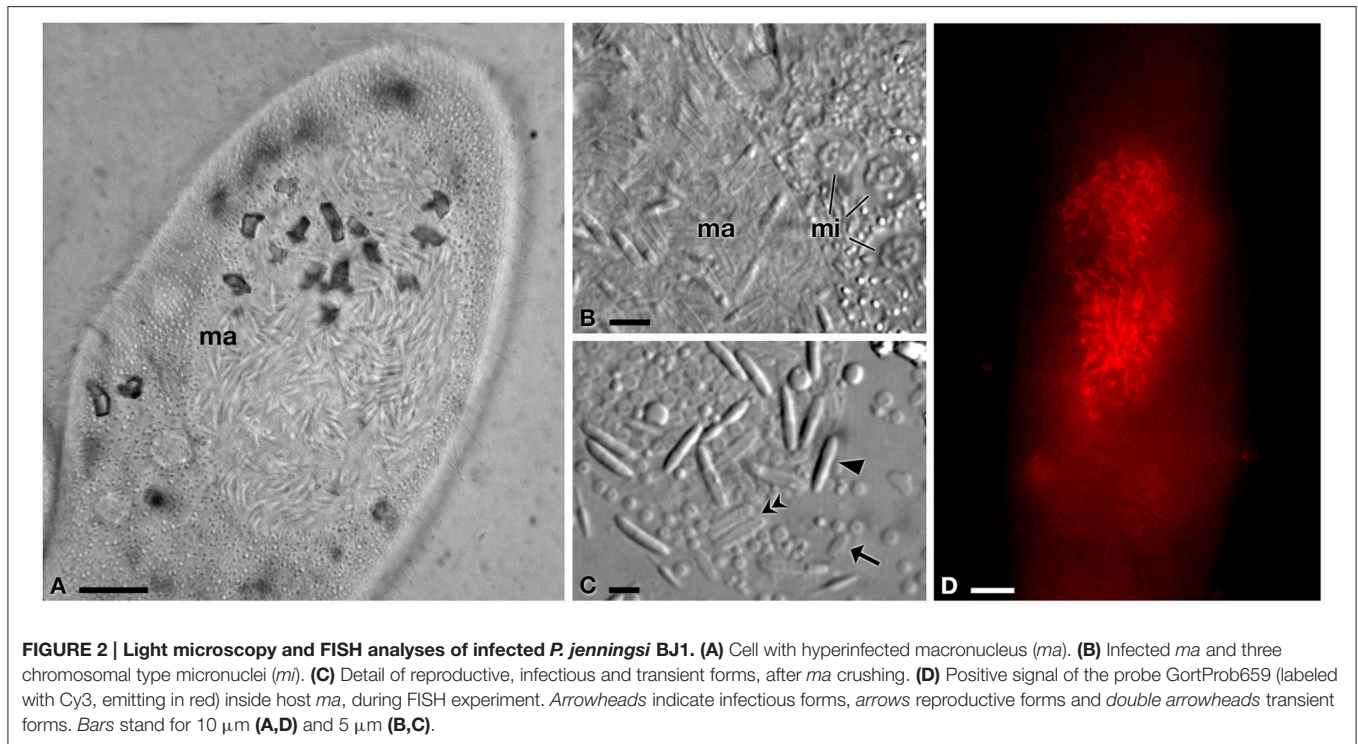 ma
A
ma
mi
B
C
D
FIGURE 2 | Light microscopy and FISH analyses of infected P. jenningsi BJ1. (A) Cell with hyperinfected macronucleus (ma). (B) Infected ma and three
chromosomal type micronuclei (mi). (C) Detail of reproductive, infectious and transient forms, after ma crushing. (D) Positive signal of the probe GortProb659 (labeled
with Cy3, emitting in red) inside host ma, during FISH experiment. Arrowheads indicate infectious forms, arrows reproductive forms and double arrowheads transient
forms. Bars stand for 10 μm (A,D) and 5 μm (B,C).